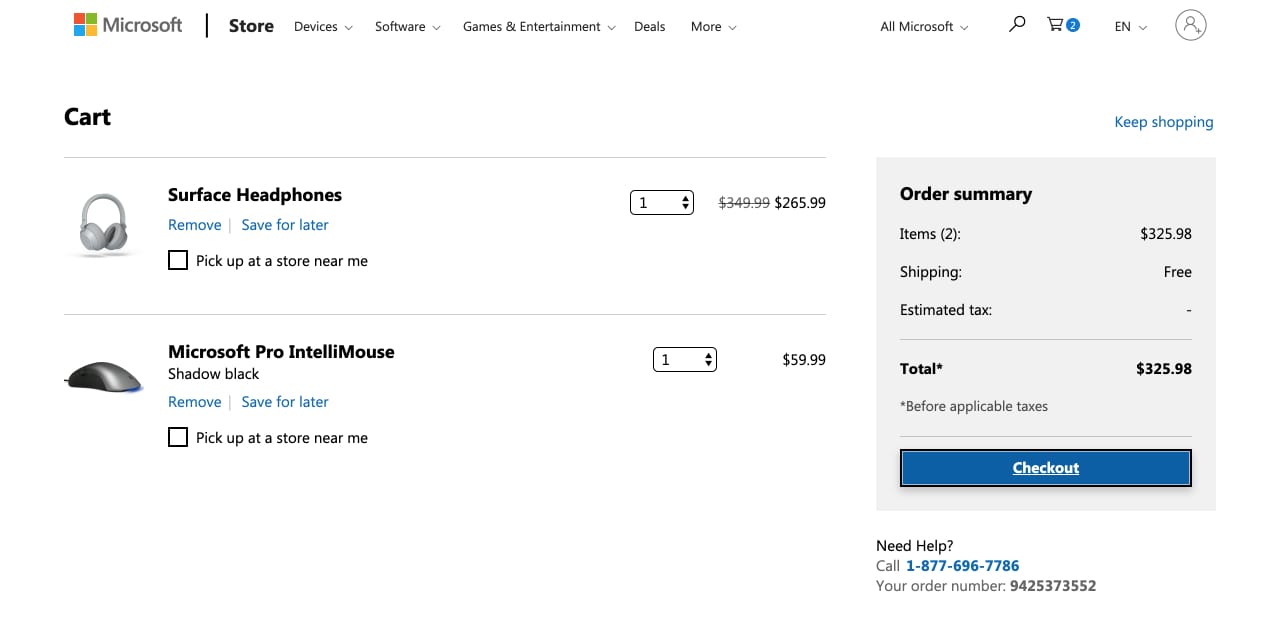 Microsoft Store Devices Software Games & Entertainment Deals More All Microsoft 2 EN
Cart
Keep shopping
Surface Headphones
Remove | Save for later
Pick up at a store near me
1 $349.99 $265.99
Microsoft Pro IntelliMouse
Shadow black
Remove | Save for later
Pick up at a store near me
1 $59.99
Order summary
Items (2): $325.98
Shipping: Free
Estimated tax: -
Total* $325.98
*Before applicable taxes
Checkout
Need Help?
Call 1-877-696-7786
Your order number: 9425373552